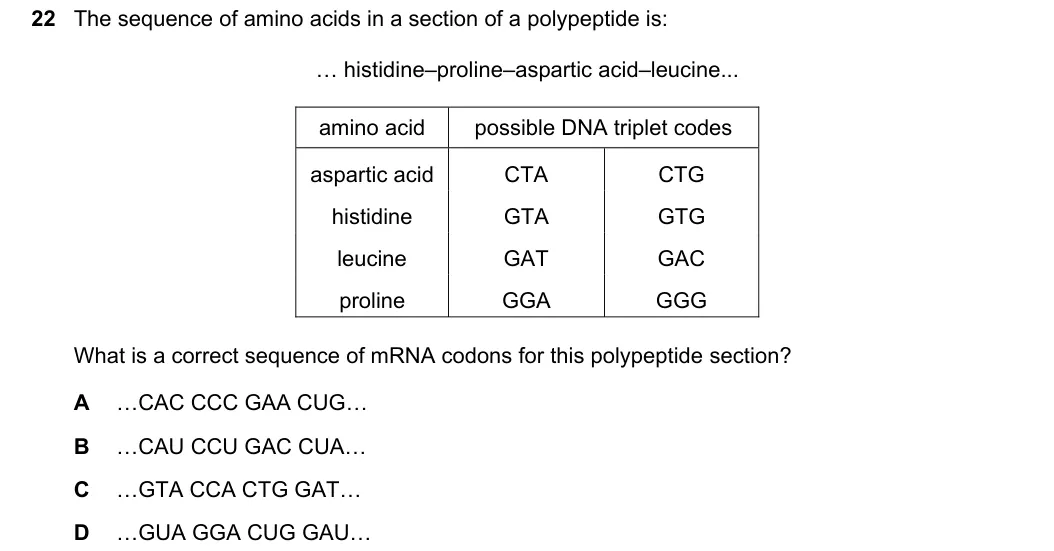 22 The sequence of amino acids in a section of a polypeptide is:
… histidine–proline–aspartic acid–leucine...
amino acid possible DNA triplet codes
aspartic acid CTA CTG
histidine GTA GTG
leucine GAT GAC
proline GGA GGG
What is a correct sequence of mRNA codons for this polypeptide section?
A …CAC CCC GAA CUG…
B …CAU CCU GAC CUA…
C …GTA CCA CTG GAT…
D …GUA GGA CUG GAU…